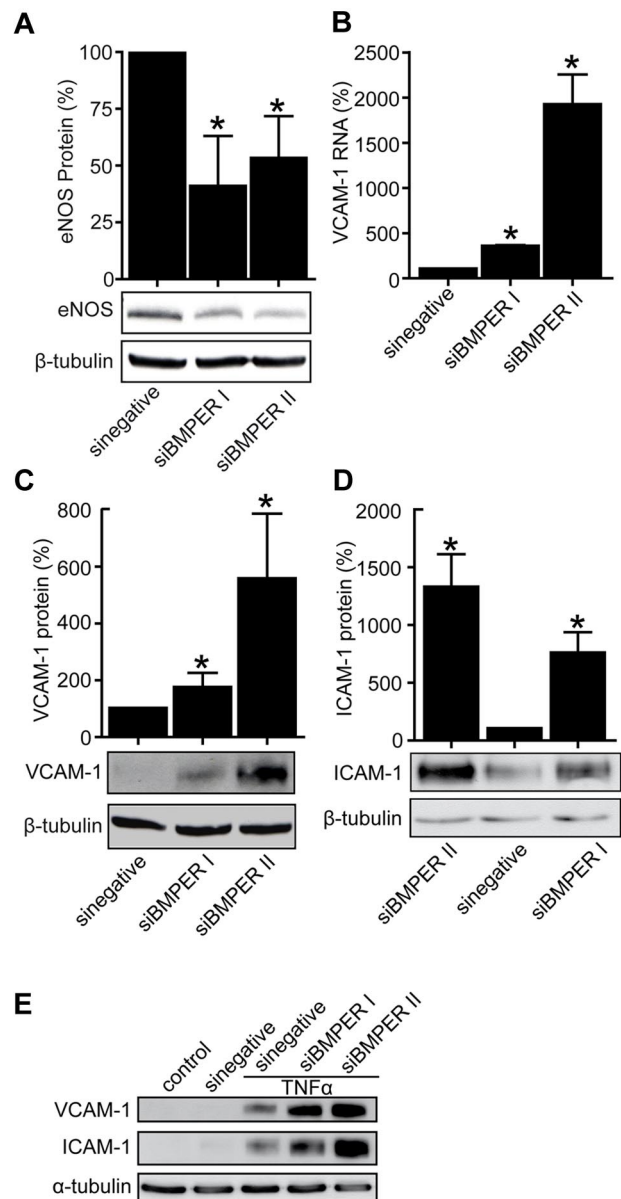 A
eNOS Protein (%)
100
75
50
25
0
*
*
eNOS
β-tubulin
sinegative
siBMPER I
siBMPER II
B
VCAM-1 RNA (%)
2500
2000
1500
1000
500
0
*
*
sinegative
siBMPER I
siBMPER II
C
VCAM-1 protein (%)
800
600
400
200
0
*
*
VCAM-1
β-tubulin
sinegative
siBMPER I
siBMPER II
D
ICAM-1 protein (%)
2000
1500
1000
500
0
*
*
ICAM-1
β-tubulin
siBMPER II
sinegative
siBMPER I
E
control
sinegative
sinegative
siBMPER I
siBMPER II
TNFα
VCAM-1
ICAM-1
α-tubulin